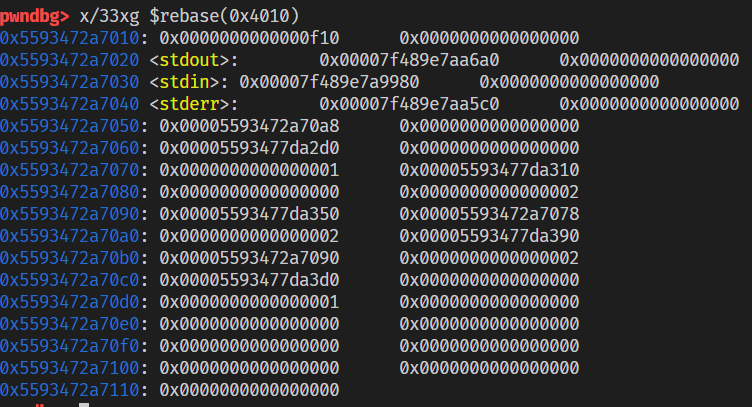 pwndbg> x/33xg $rebase(0x4010)
0x5593472a7010: 0x0000000000000f10 0x0000000000000000
0x5593472a7020 <stdout>: 0x00007f489e7aa6a0 0x0000000000000000
0x5593472a7030 <stdin>: 0x00007f489e7a9980 0x0000000000000000
0x5593472a7040 <stderr>: 0x00007f489e7aa5c0 0x0000000000000000
0x5593472a7050: 0x00005593472a70a8 0x0000000000000000
0x5593472a7060: 0x00005593477da2d0 0x0000000000000000
0x5593472a7070: 0x0000000000000001 0x00005593477da310
0x5593472a7080: 0x0000000000000000 0x0000000000000002
0x5593472a7090: 0x00005593477da350 0x00005593472a7078
0x5593472a70a0: 0x0000000000000002 0x00005593477da390
0x5593472a70b0: 0x00005593472a7090 0x0000000000000002
0x5593472a70c0: 0x00005593477da3d0 0x0000000000000000
0x5593472a70d0: 0x0000000000000001 0x0000000000000000
0x5593472a70e0: 0x0000000000000000 0x0000000000000000
0x5593472a70f0: 0x0000000000000000 0x0000000000000000
0x5593472a7100: 0x0000000000000000 0x0000000000000000
0x5593472a7110: 0x0000000000000000